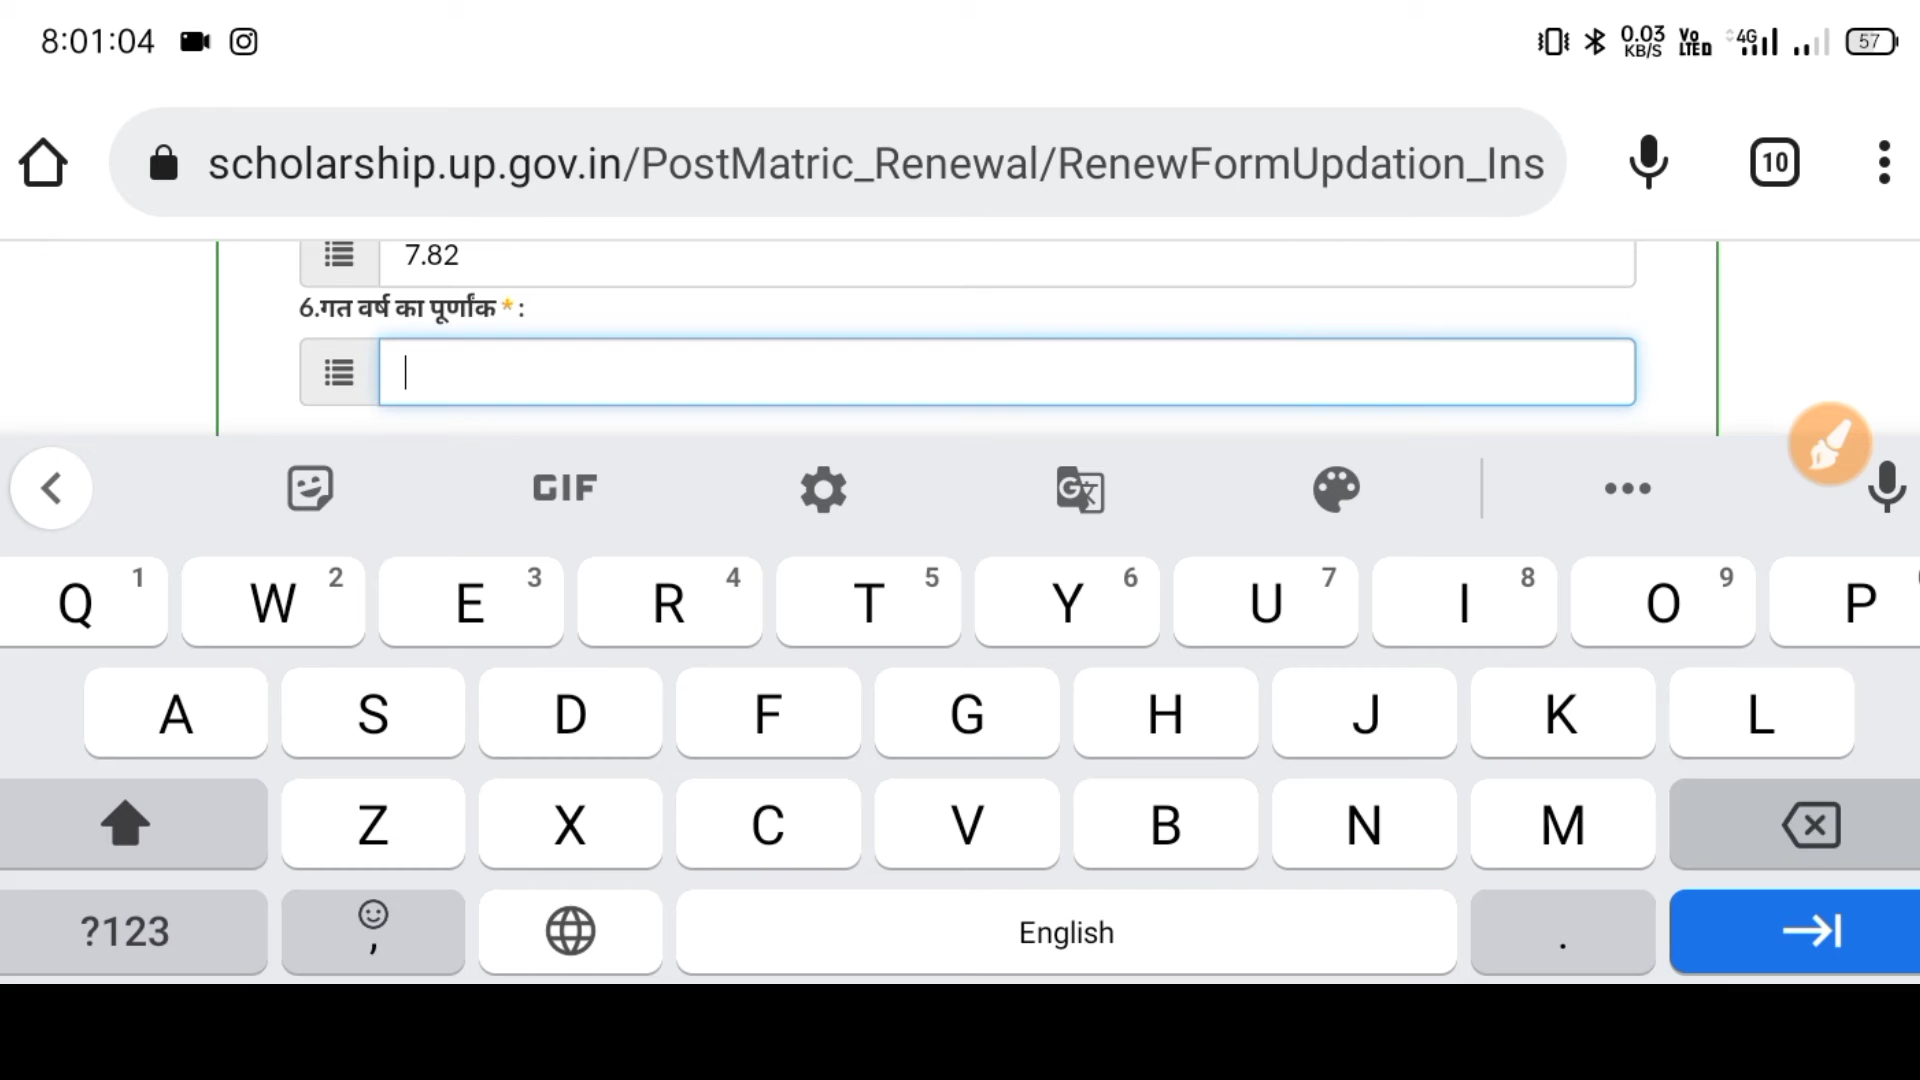 8:01:04
0.03 KB/S Vo LTE D 4G 57
scholarship.up.gov.in/PostMatric_Renewal/RenewFormUpdation_Ins
10
7.82
6.गत वर्ष का पूर्णांक * :
GIF
G
Q 1 W 2 E 3 R 4 T 5 Y 6 U 7 I 8 O 9 P
A S D F G H J K L
Z X C V B N M
?123 , English .